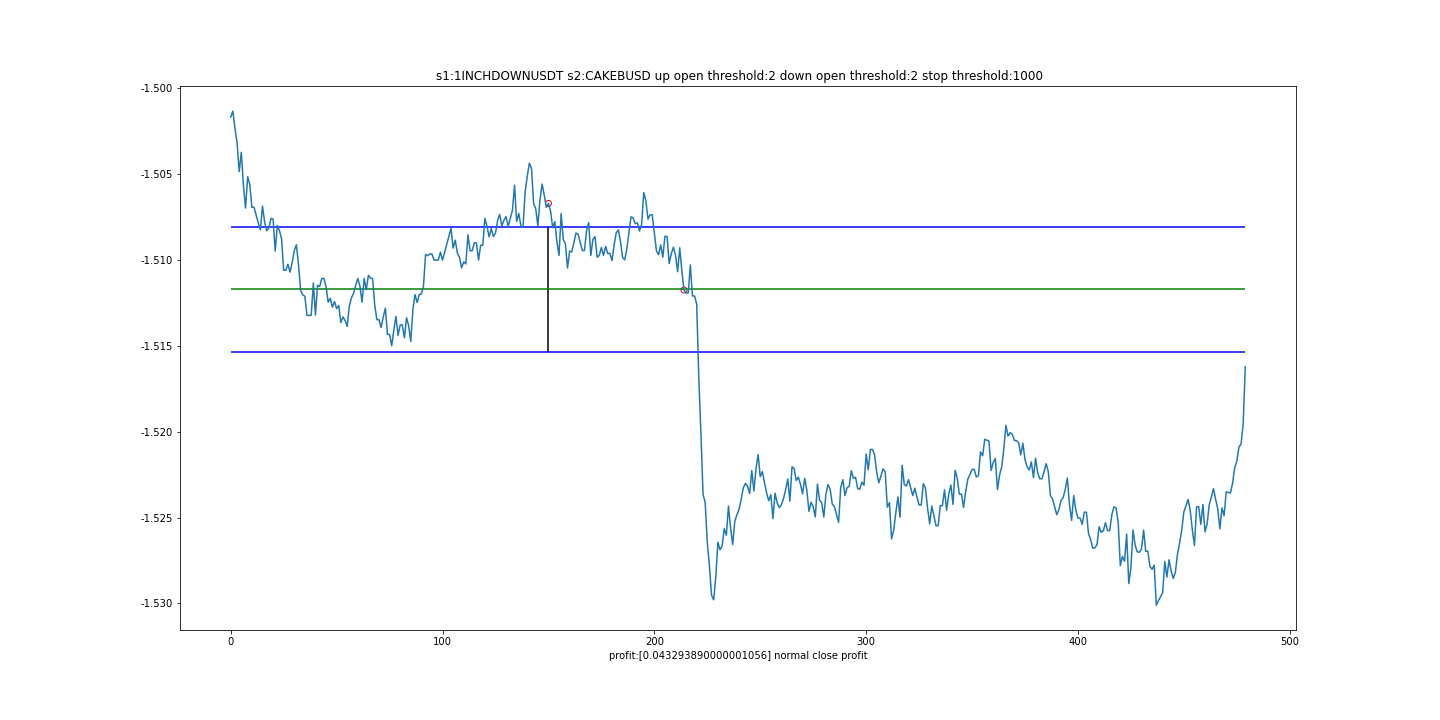 s1:1INCHDOWNUSDT s2:CAKEBUSD up open threshold:2 down open threshold:2 stop threshold:1000
-1.500
-1.505
-1.510
-1.515
-1.520
-1.525
-1.530
0 100 200 300 400 500
profit:[0.043293890000001056] normal close profit